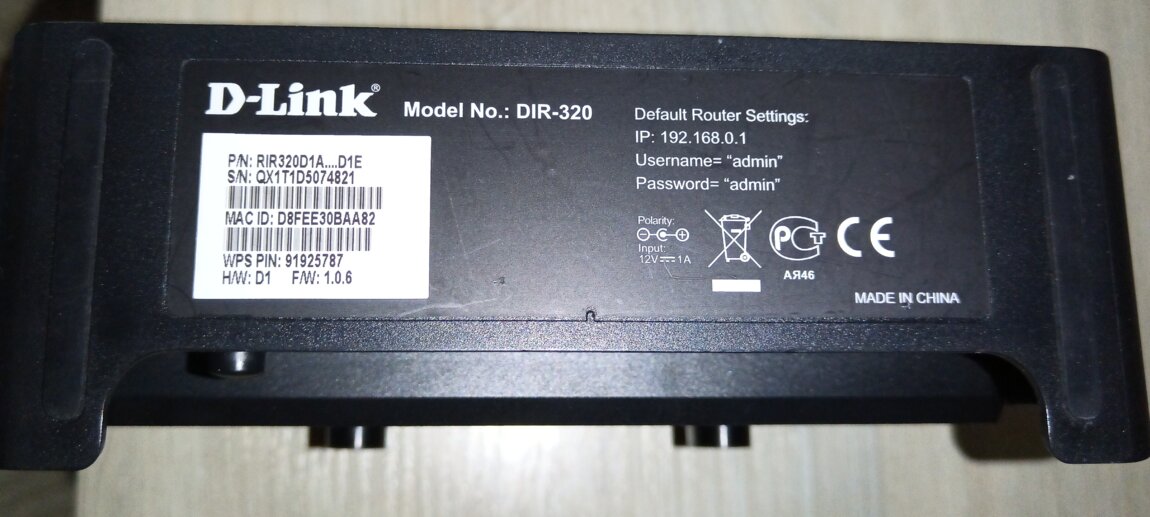 D-Link®
Model No.: DIR-320
P/N: RIR320D1A....D1E
S/N: QX1T1D5074821
MAC ID: D8FEE30BAA82
WPS PIN: 91925787
H/W: D1 F/W: 1.0.6
Default Router Settings:
IP: 192.168.0.1
Username= “admin”
Password= “admin”
Polarity:
Input:
12V⎓1A
РСТ
АЯ46
CE
MADE IN CHINA